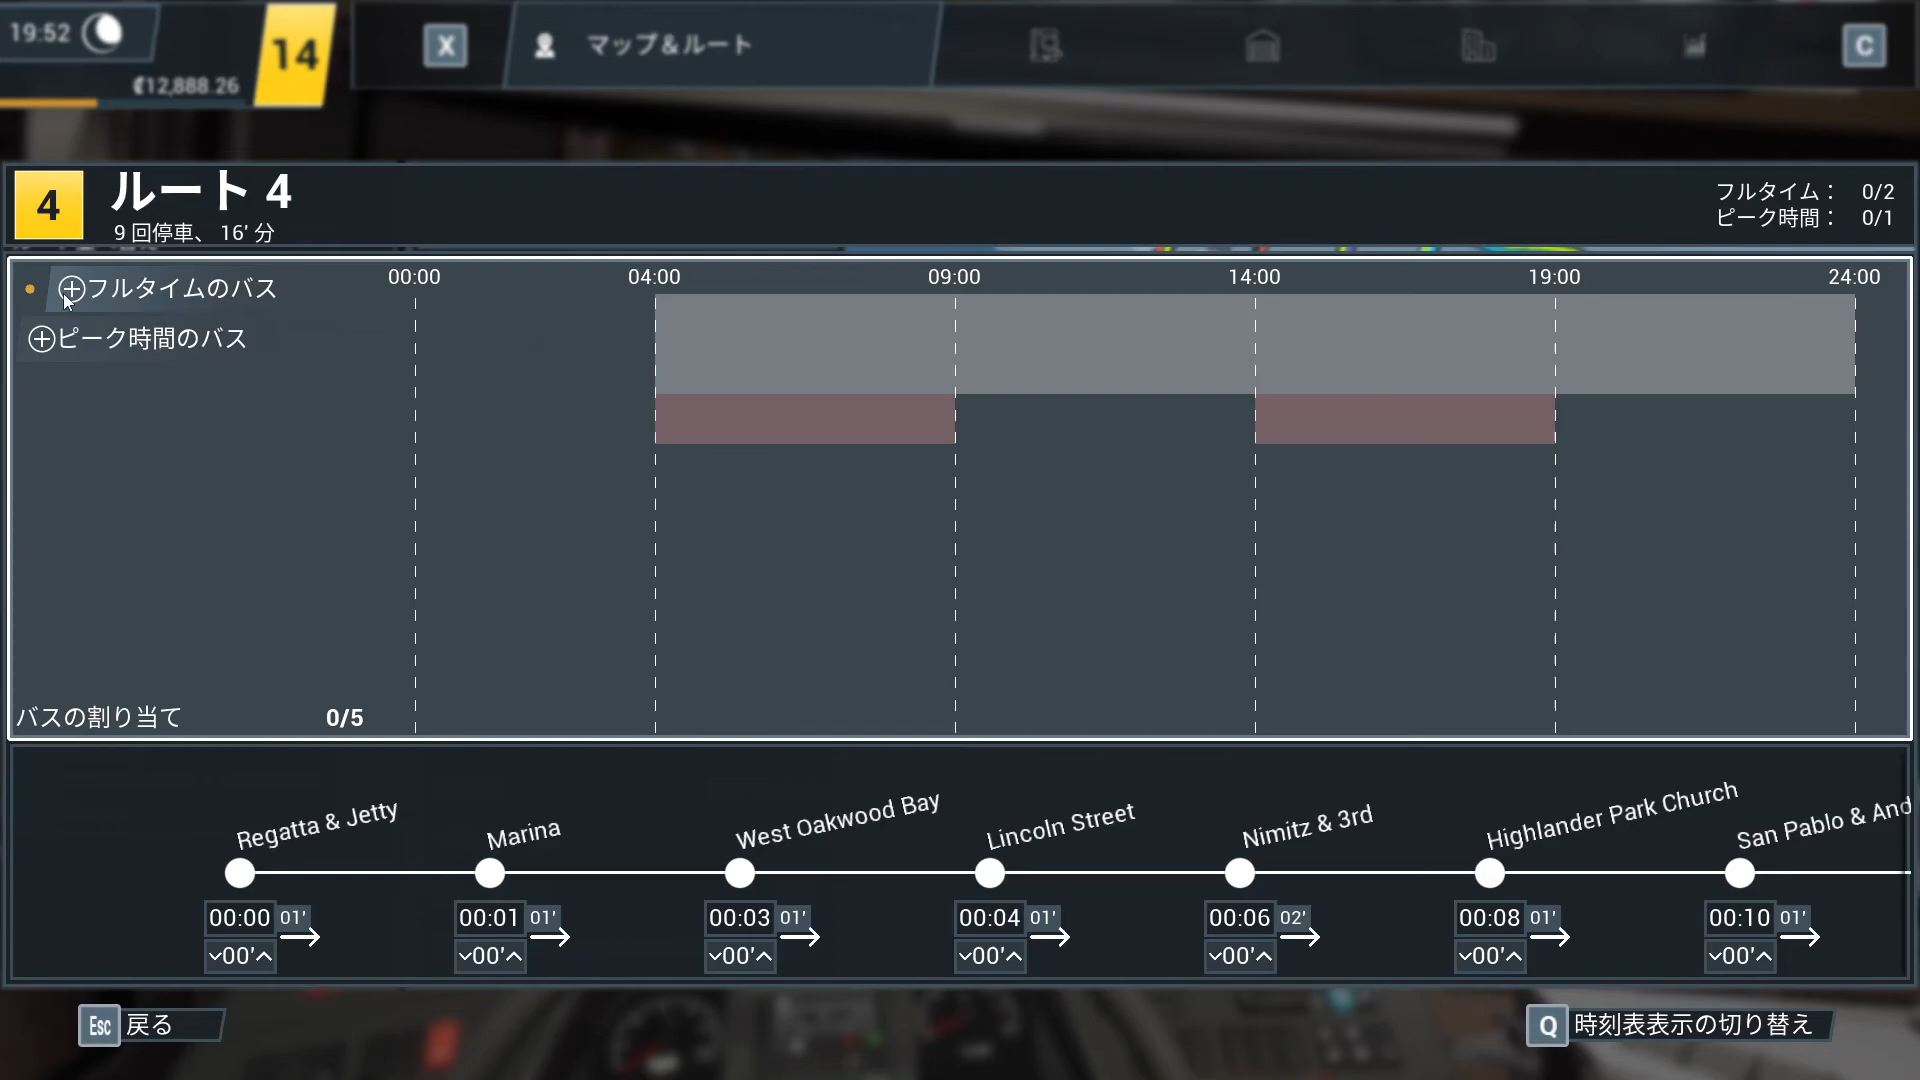 19:52
₡12,888.26
14
X
マップ＆ルート
C
4
ルート 4
9 回停車、 16' 分
フルタイム： 0/2
ピーク時間： 0/1
フルタイムのバス
ピーク時間のバス
00:00 04:00 09:00 14:00 19:00 24:00
バスの割り当て 0/5
Regatta & Jetty
Marina
West Oakwood Bay
Lincoln Street
Nimitz & 3rd
Highlander Park Church
San Pablo & And
00:00 01' 00:01 01' 00:03 01' 00:04 01' 00:06 02' 00:08 01' 00:10 01'
00' 00' 00' 00' 00' 00' 00'
Esc 戻る
Q 時刻表表示の切り替え